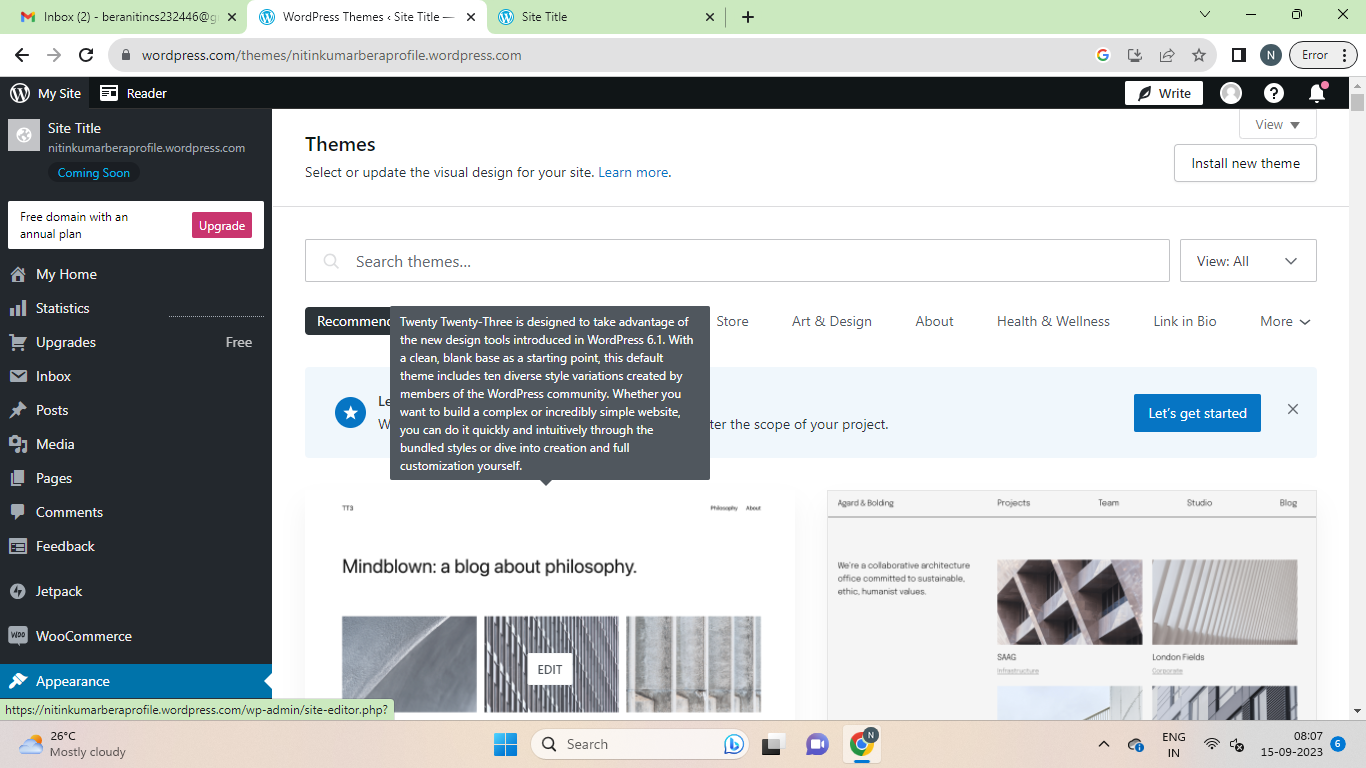 Inbox (2) - beranitincs232446@g
WordPress Themes ‹ Site Title —
Site Title
wordpress.com/themes/nitinkumarberaprofile.wordpress.com
N
Error
My Site
Reader
Write
Site Title
nitinkumarberaprofile.wordpress.com
Coming Soon
Free domain with an
annual plan
Upgrade
My Home
Statistics
Upgrades
Free
Inbox
Posts
Media
Pages
Comments
Feedback
Jetpack
WooCommerce
Appearance
https://nitinkumarberaprofile.wordpress.com/wp-admin/site-editor.php?
Themes
Select or update the visual design for your site. Learn more.
View
Install new theme
Search themes...
View: All
Recommen
Store
Art & Design
About
Health & Wellness
Link in Bio
More
Twenty Twenty-Three is designed to take advantage of
the new design tools introduced in WordPress 6.1. With
a clean, blank base as a starting point, this default
theme includes ten diverse style variations created by
members of the WordPress community. Whether you
want to build a complex or incredibly simple website,
you can do it quickly and intuitively through the
bundled styles or dive into creation and full
customization yourself.
Le
W
ter the scope of your project.
Let's get started
TT3
Philosophy
About
Mindblown: a blog about philosophy.
EDIT
Agard & Bolding
Projects
Team
Studio
Blog
We're a collaborative architecture
office committed to sustainable,
ethic, humanist values.
SAAG
Infrastructure
London Fields
Corporate
26°C
Mostly cloudy
Search
N
ENG
IN
08:07
15-09-2023
6